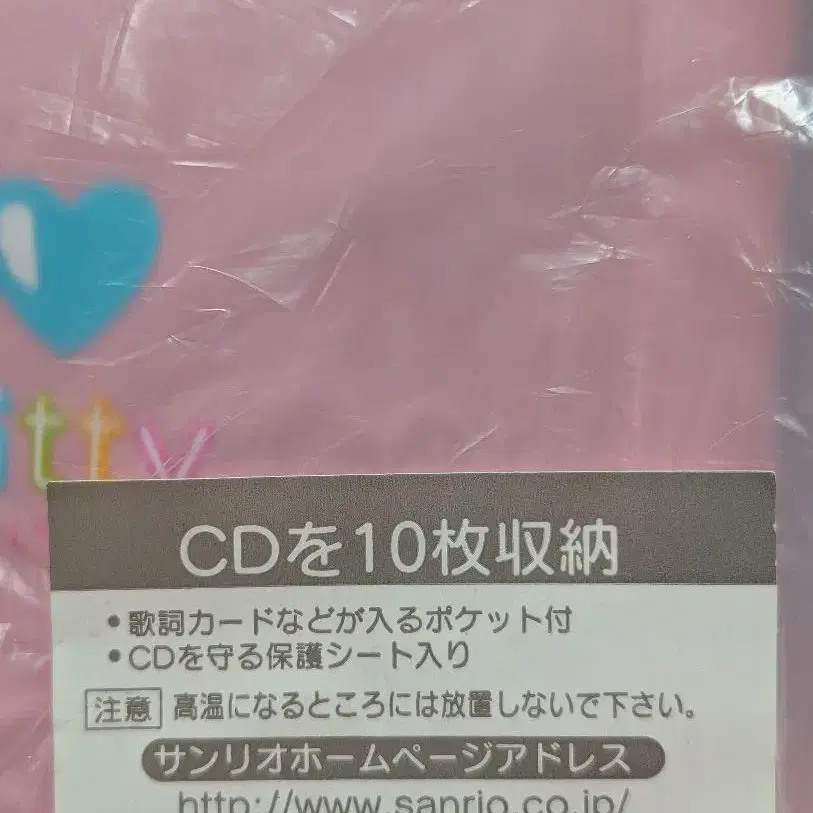 itty
CDを10枚収納
•歌詞カードなどが入るポケット付
•CDを守る保護シート入り
注意 高温になるところには放置しないで下さい。
サンリオホームページアドレス
http://www.sanrio.co.jp/